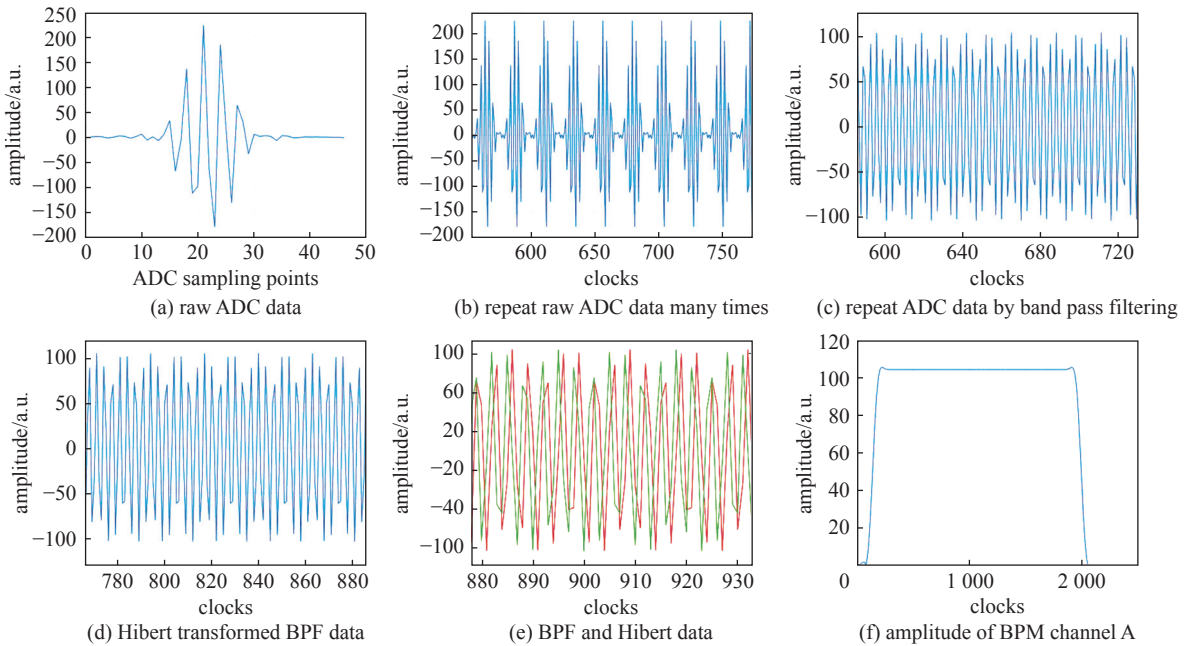 250
200
150
100
50
0
−50
−100
−150
−200
amplitude/a.u.
0 10 20 30 40 50
ADC sampling points
(a) raw ADC data
200
150
100
50
0
−50
−100
−150
−200
amplitude/a.u.
600 650 700 750
clocks
(b) repeat raw ADC data many times
100
50
0
−50
−100
amplitude/a.u.
600 640 680 720
clocks
(c) repeat ADC data by band pass filtering
100
50
0
−50
−100
amplitude/a.u.
780 800 820 840 860 880
clocks
(d) Hibert transformed BPF data
100
60
20
−20
−40
−100
amplitude/a.u.
880 890 900 910 920 930
clocks
(e) BPF and Hibert data
120
100
80
60
40
20
amplitude/a.u.
0 1 000 2 000
clocks
(f) amplitude of BPM channel A